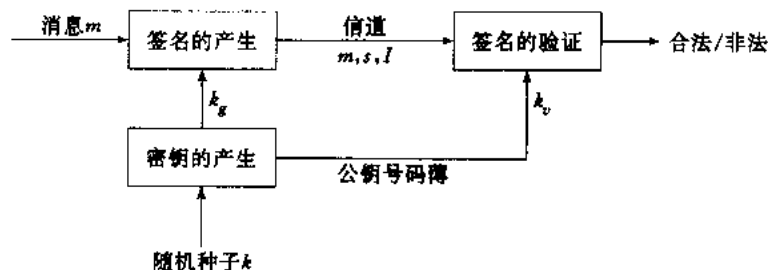 消息m
签名的产生
信道
m,s,I
签名的验证
合法/非法
k_g
k_v
密钥的产生
公钥号码薄
随机种子k